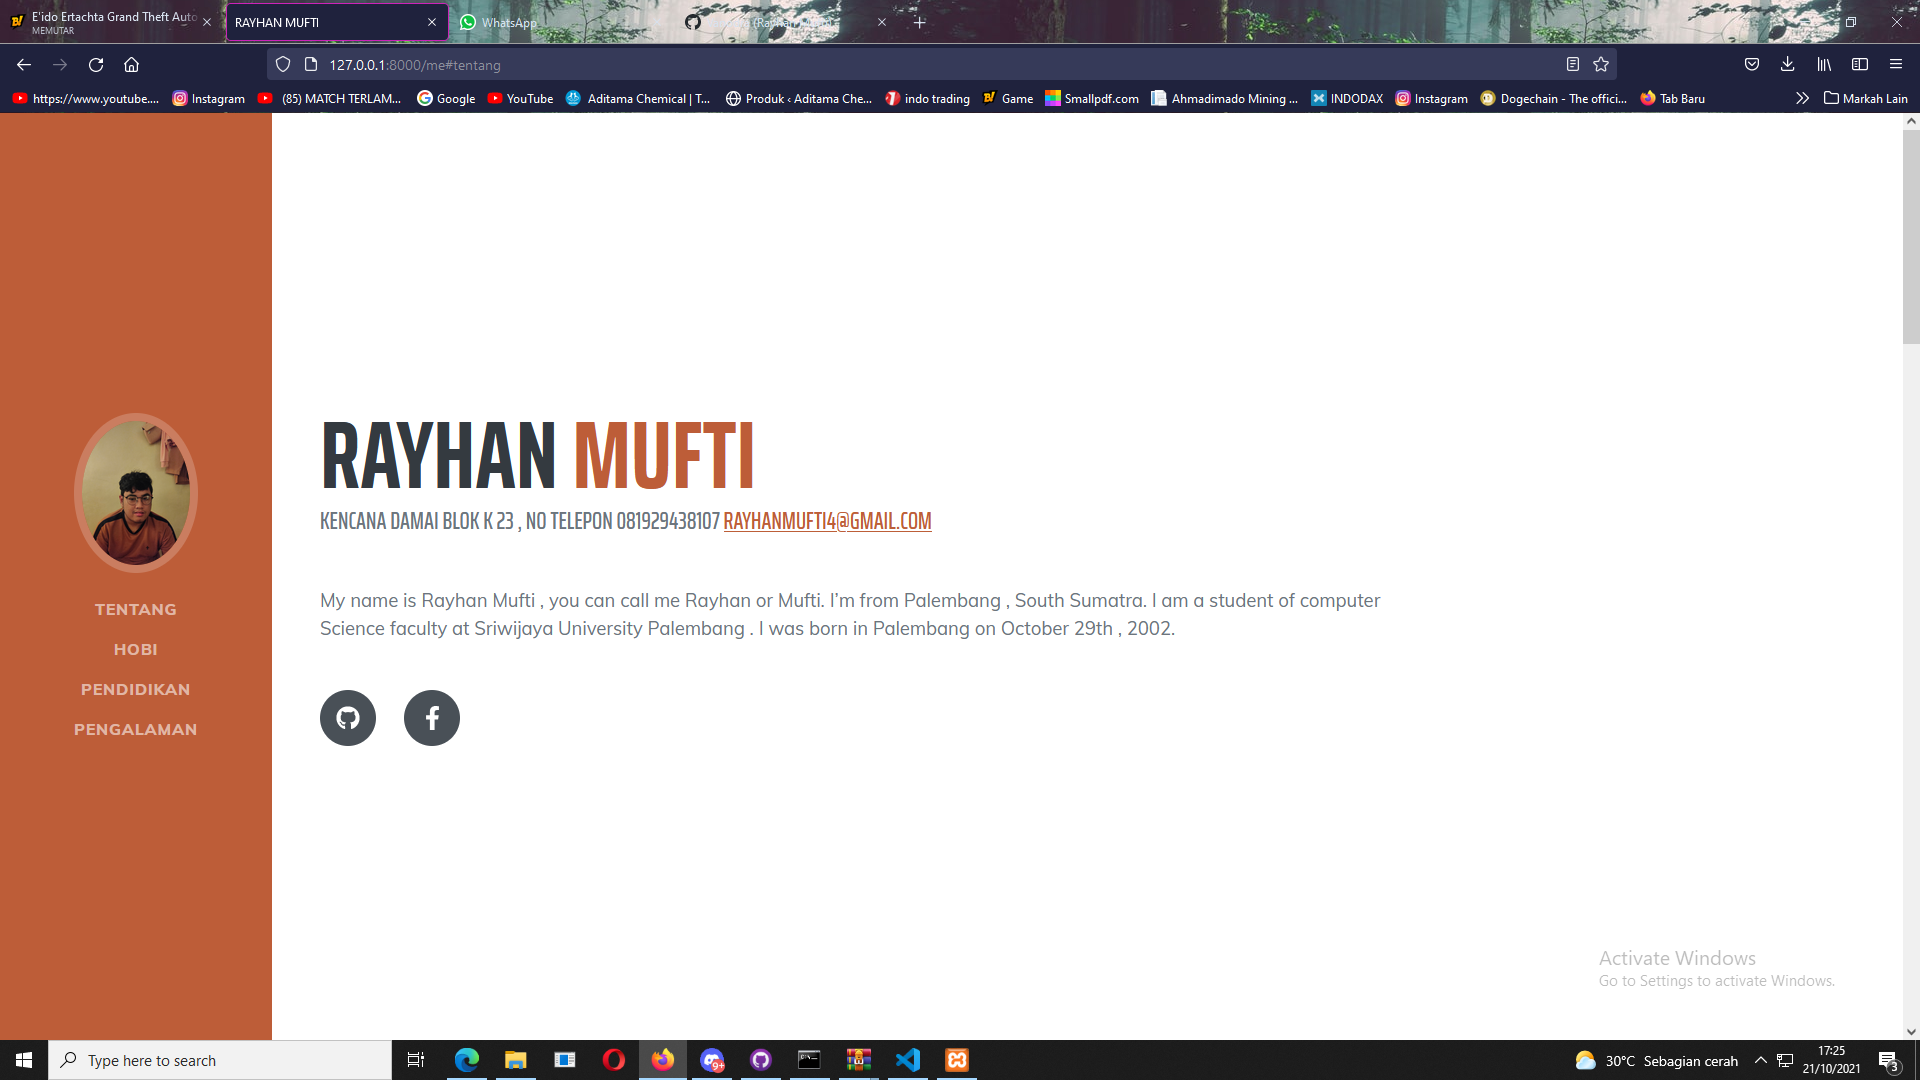 E'ido Ertachta Grand Theft Auto
MEMUTAR
RAYHAN MUFTI
WhatsApp
127.0.0.1:8000/me#tentang
https://www.youtube....
Instagram
(85) MATCH TERLAM...
Google
YouTube
Aditama Chemical | T...
Produk ‹ Aditama Che...
indo trading
Game
Smallpdf.com
Ahmadimado Mining ...
INDODAX
Instagram
Dogechain - The offici...
Tab Baru
Markah Lain
TENTANG
HOBI
PENDIDIKAN
PENGALAMAN
RAYHAN MUFTI
KENCANA DAMAI BLOK K 23 , NO TELEPON 081929438107 RAYHANMUFTI4@GMAIL.COM
My name is Rayhan Mufti , you can call me Rayhan or Mufti. I’m from Palembang , South Sumatra. I am a student of computer
Science faculty at Sriwijaya University Palembang . I was born in Palembang on October 29th , 2002.
Activate Windows
Go to Settings to activate Windows.
Type here to search
9+
30°C Sebagian cerah
17:25
21/10/2021
3